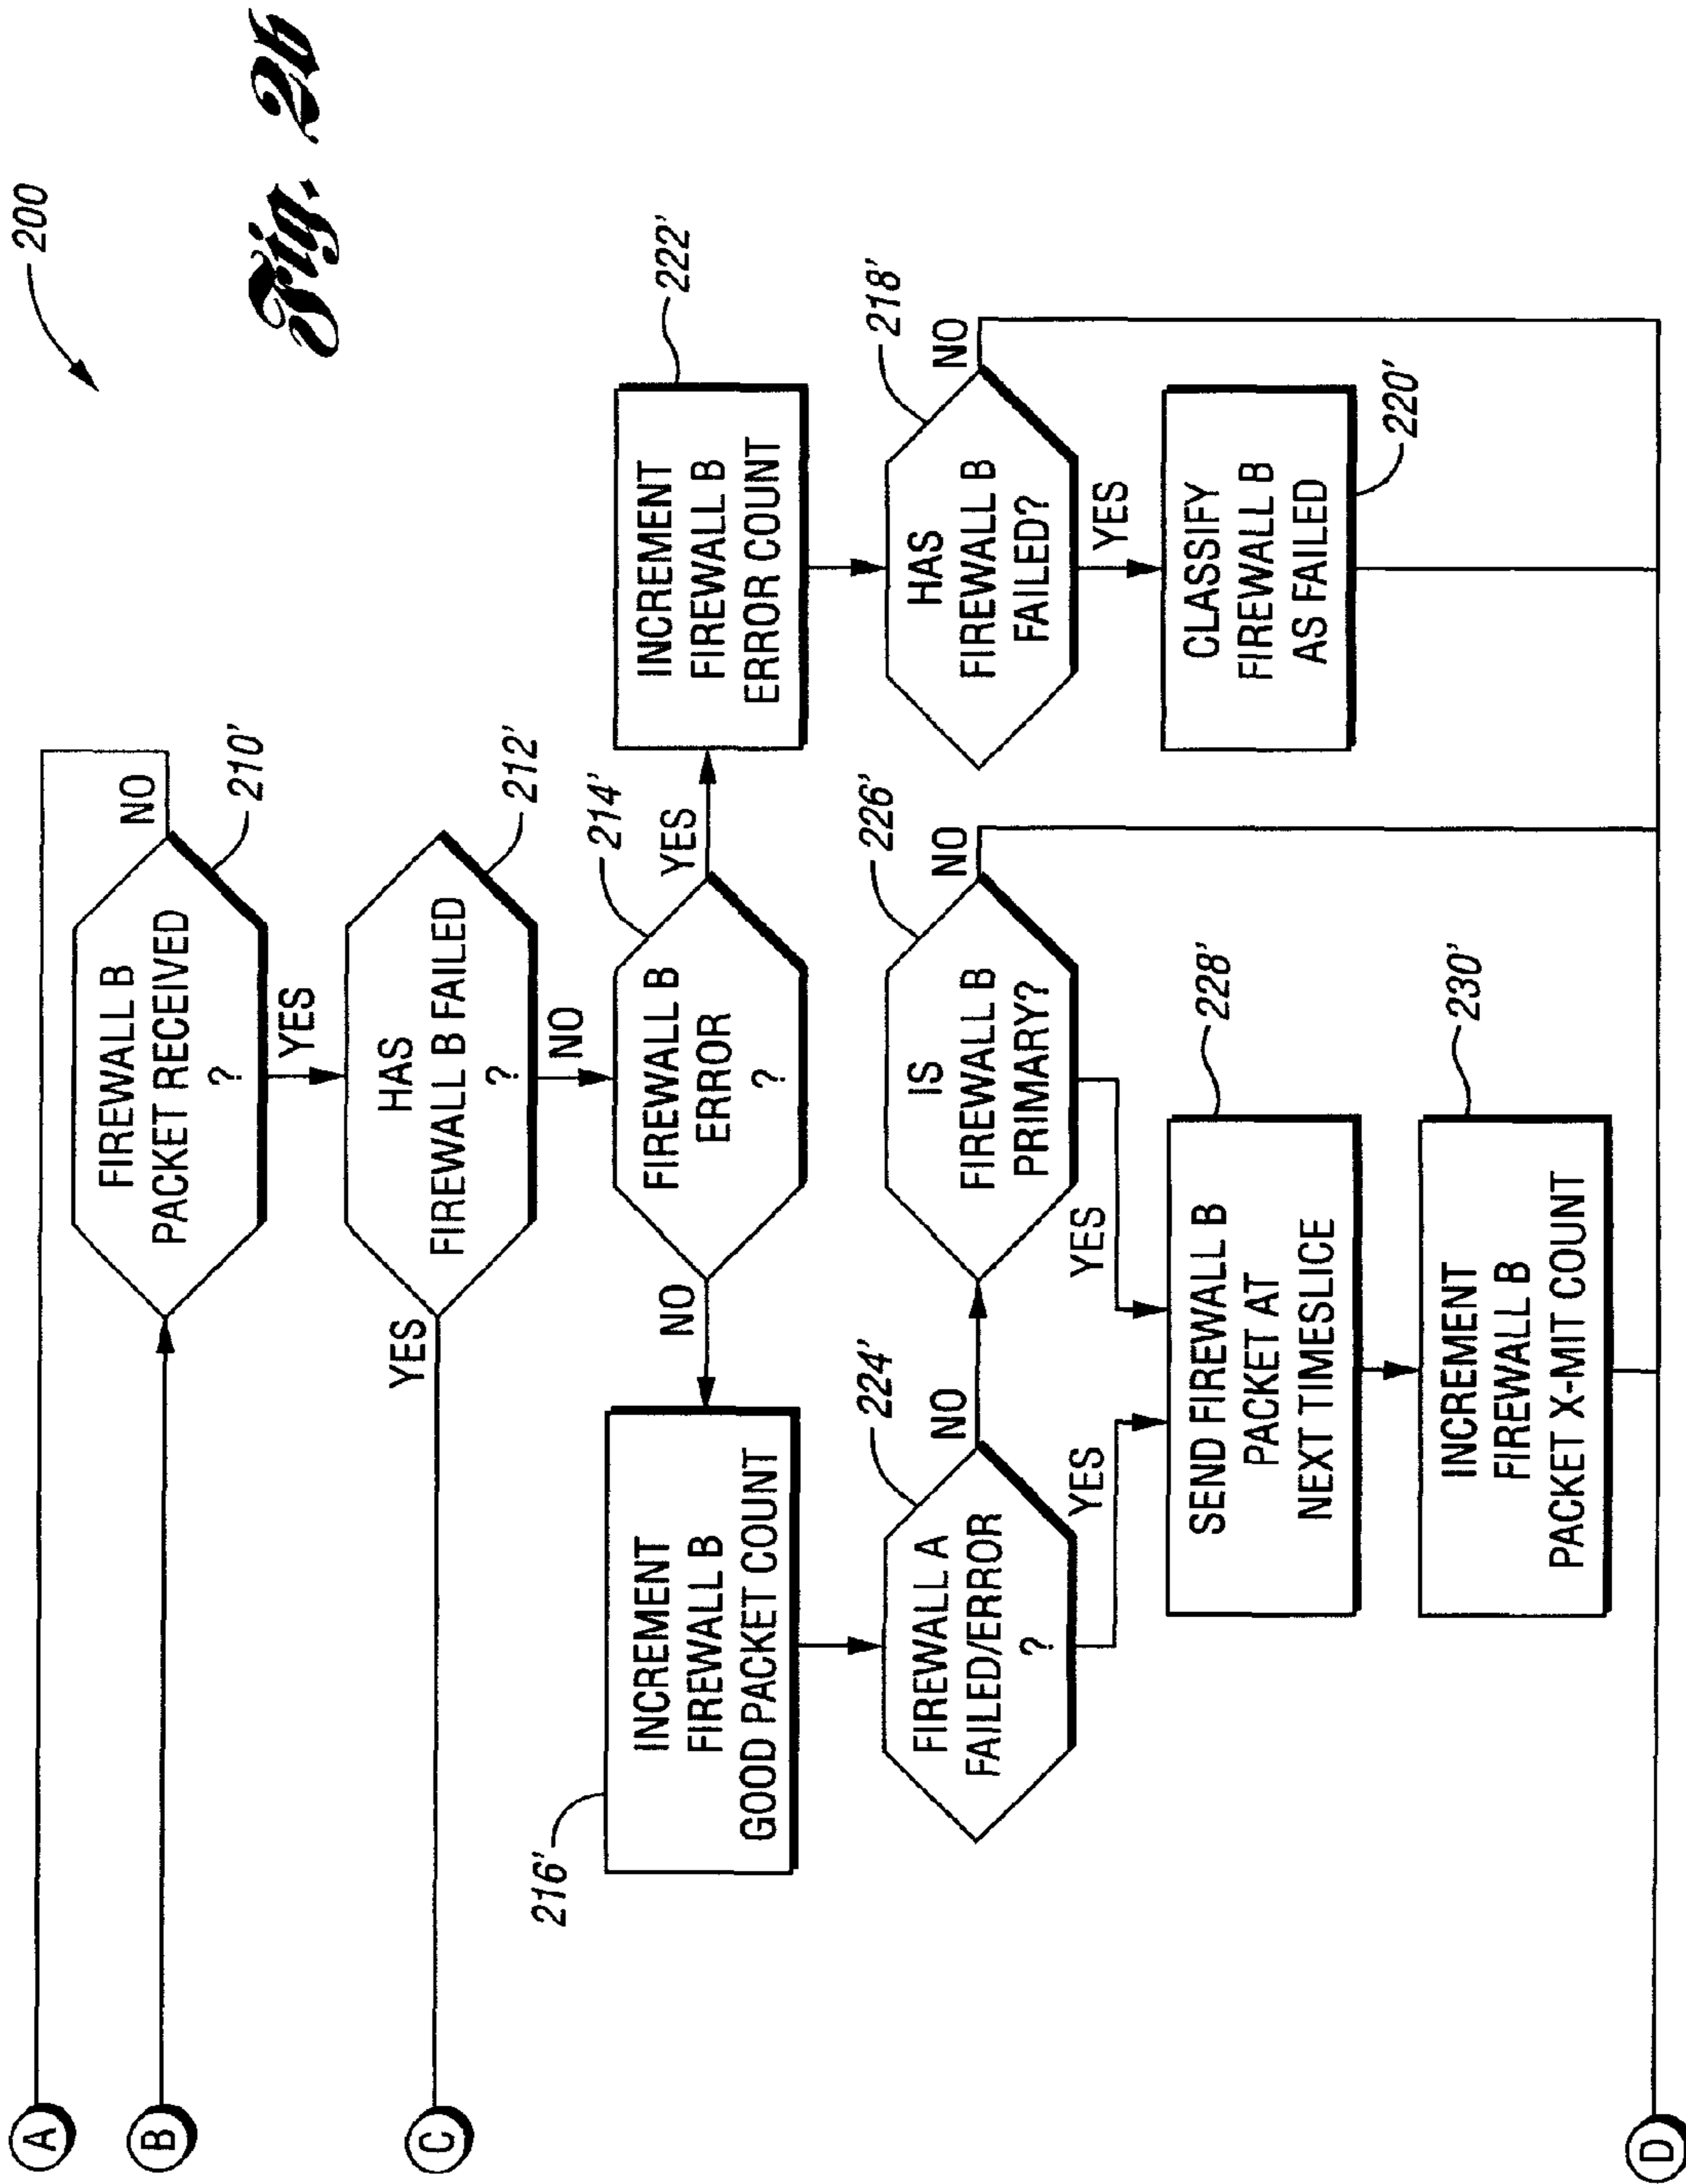 200
Fig. 2b
A
B
C
D
FIREWALL B
PACKET RECEIVED
?
210'
NO
YES
HAS
FIREWALL B FAILED
?
212'
YES
NO
FIREWALL B
ERROR
?
214'
NO
YES
INCREMENT
FIREWALL B
GOOD PACKET COUNT
216'
INCREMENT
FIREWALL B
ERROR COUNT
222'
FIREWALL A
FAILED/ERROR
?
224'
NO
YES
IS
FIREWALL B
PRIMARY?
226'
NO
YES
HAS
FIREWALL B
FAILED?
218'
NO
YES
SEND FIREWALL B
PACKET AT
NEXT TIMESLICE
228'
CLASSIFY
FIREWALL B
AS FAILED
220'
INCREMENT
FIREWALL B
PACKET X-MIT COUNT
230'